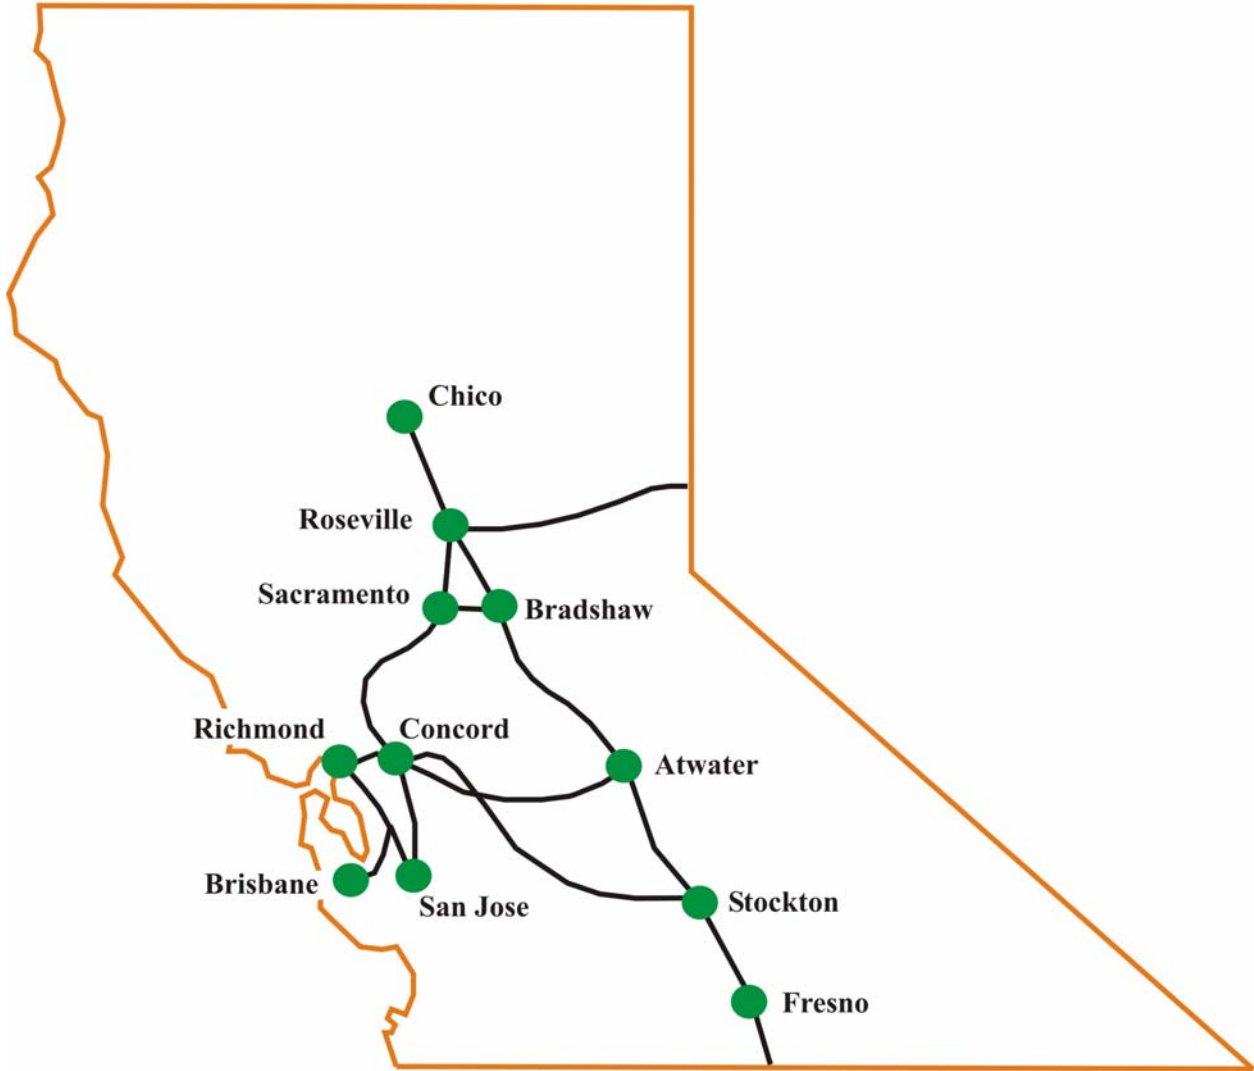 Chico
Roseville
Sacramento
Bradshaw
Richmond
Concord
Atwater
Brisbane
San Jose
Stockton
Fresno